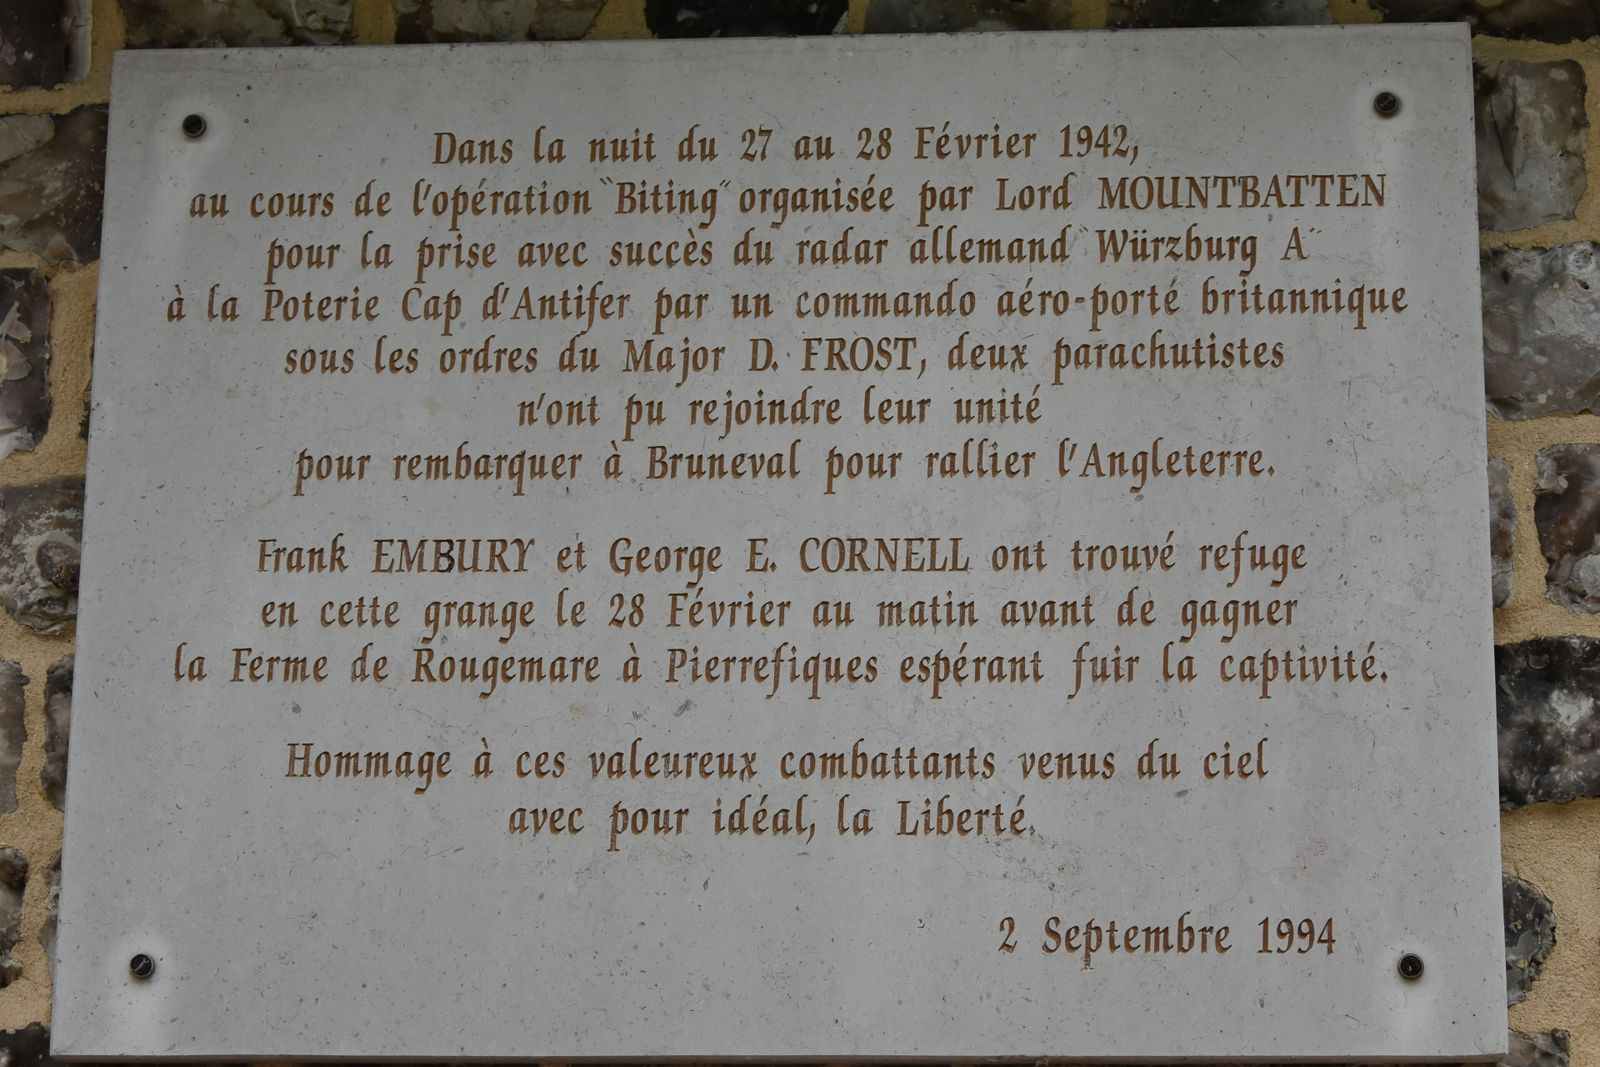 Dans la nuit du 27 au 28 Février 1942,
au cours de l'opération "Biting" organisée par Lord MOUNTBATTEN
pour la prise avec succès du radar allemand "Würzburg A"
à la Poterie Cap d'Antifer par un commando aéro-porté britannique
sous les ordres du Major D. FROST, deux parachutistes
n'ont pu rejoindre leur unité
pour rembarquer à Bruneval pour rallier l'Angleterre.
Frank EMBURY et George E. CORNELL ont trouvé refuge
en cette grange le 28 Février au matin avant de gagner
la Ferme de Rougemare à Pierrefiques espérant fuir la captivité.
Hommage à ces valeureux combattants venus du ciel
avec pour idéal, la Liberté.
2 Septembre 1994